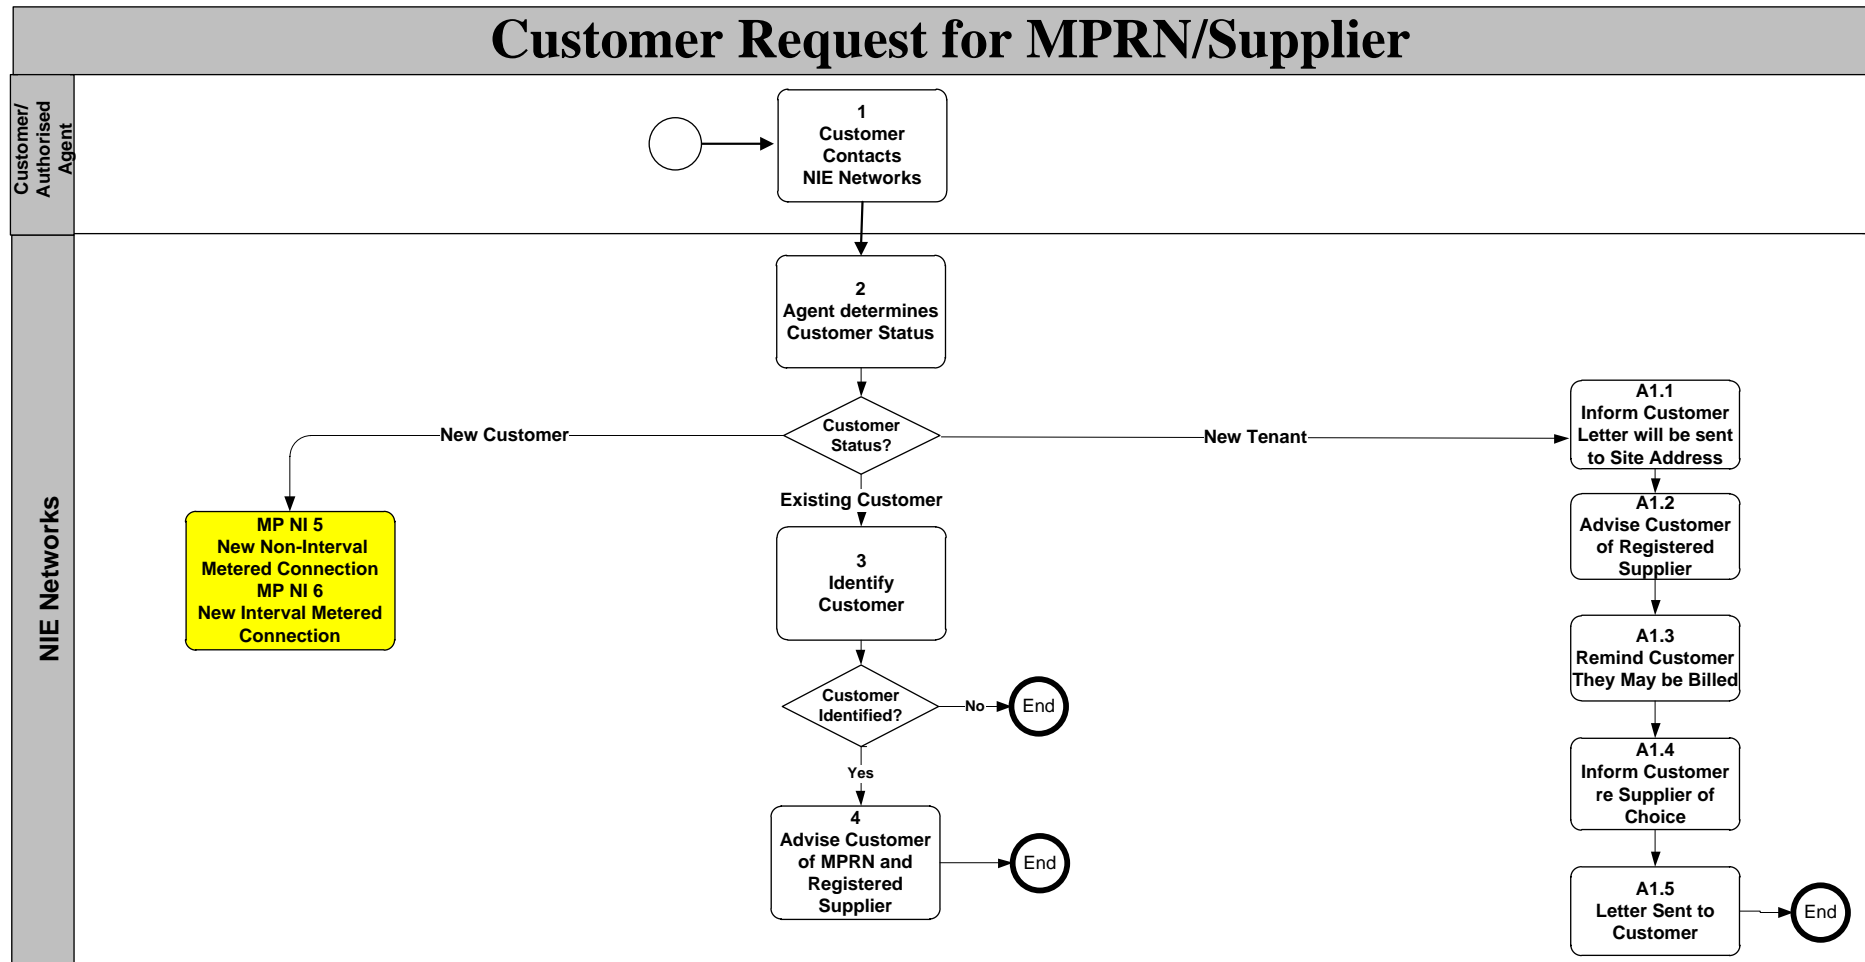 Customer Request for MPRN/Supplier
Customer/
Authorised
Agent
1
Customer
Contacts
NIE Networks
NIE Networks
2
Agent determines
Customer Status
Customer
Status?
New Customer
New Tenant
Existing Customer
MP NI 5
New Non-Interval
Metered Connection
MP NI 6
New Interval Metered
Connection
3
Identify
Customer
Customer
Identified?
No
End
Yes
4
Advise Customer
of MPRN and
Registered
Supplier
End
A1.1
Inform Customer
Letter will be sent
to Site Address
A1.2
Advise Customer
of Registered
Supplier
A1.3
Remind Customer
They May be Billed
A1.4
Inform Customer
re Supplier of
Choice
A1.5
Letter Sent to
Customer
End